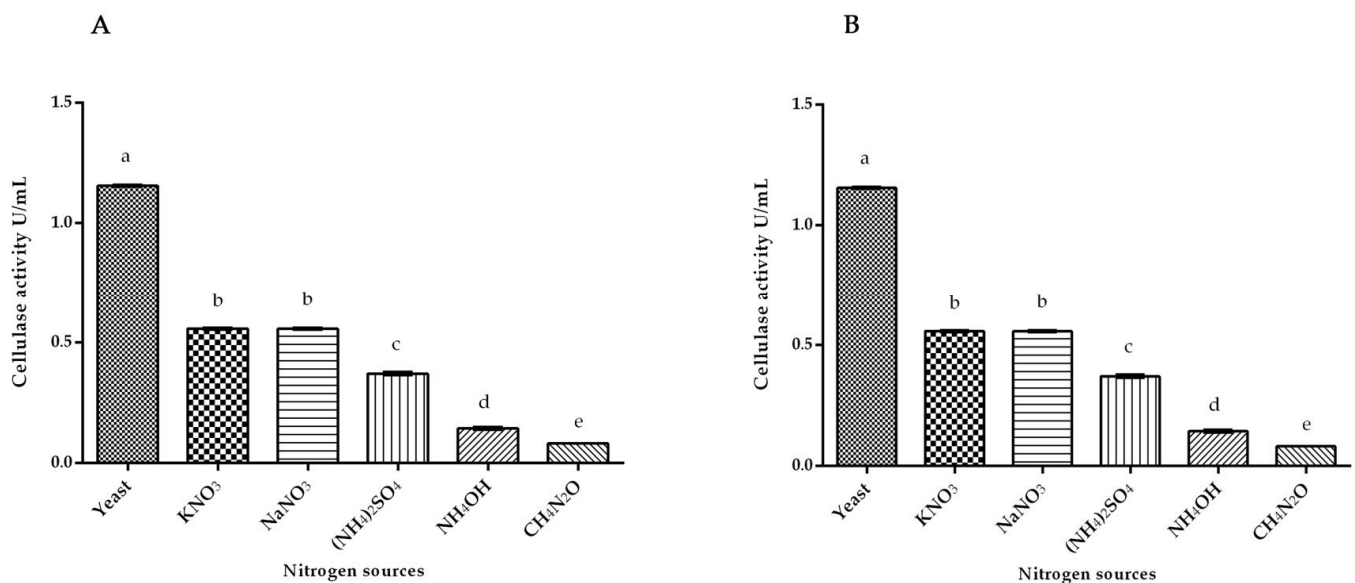 A
Cellulase activity U/mL
1.5
1.0
0.5
0.0
a
b
b
c
d
e
Yeast
KNO₃
NaNO₃
(NH₄)₂SO₄
NH₄OH
CH₄N₂O
Nitrogen sources
B
Cellulase activity U/mL
1.5
1.0
0.5
0.0
a
b
b
c
d
e
Yeast
KNO₃
NaNO₃
(NH₄)₂SO₄
NH₄OH
CH₄N₂O
Nitrogen sources